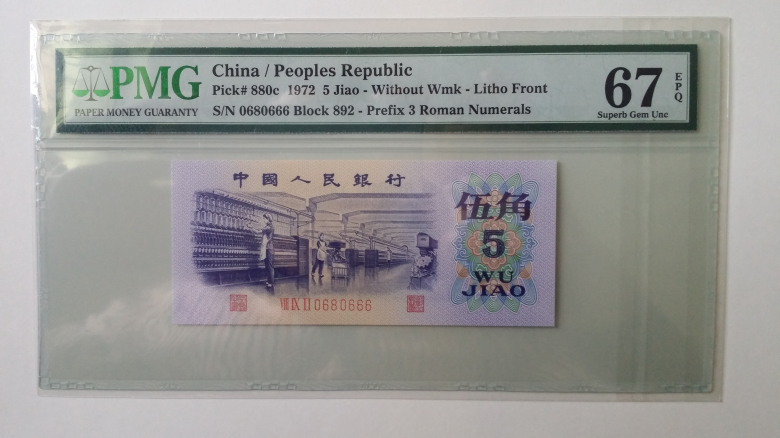 PMG
PAPER MONEY GUARANTY
China / Peoples Republic
Pick# 880c 1972 5 Jiao - Without Wmk - Litho Front
S/N 0680666 Block 892 - Prefix 3 Roman Numerals
67 EPQ
Superb Gem Unc
中國人民銀行
伍角
5
WU
JIAO
VIII IX II 0680666